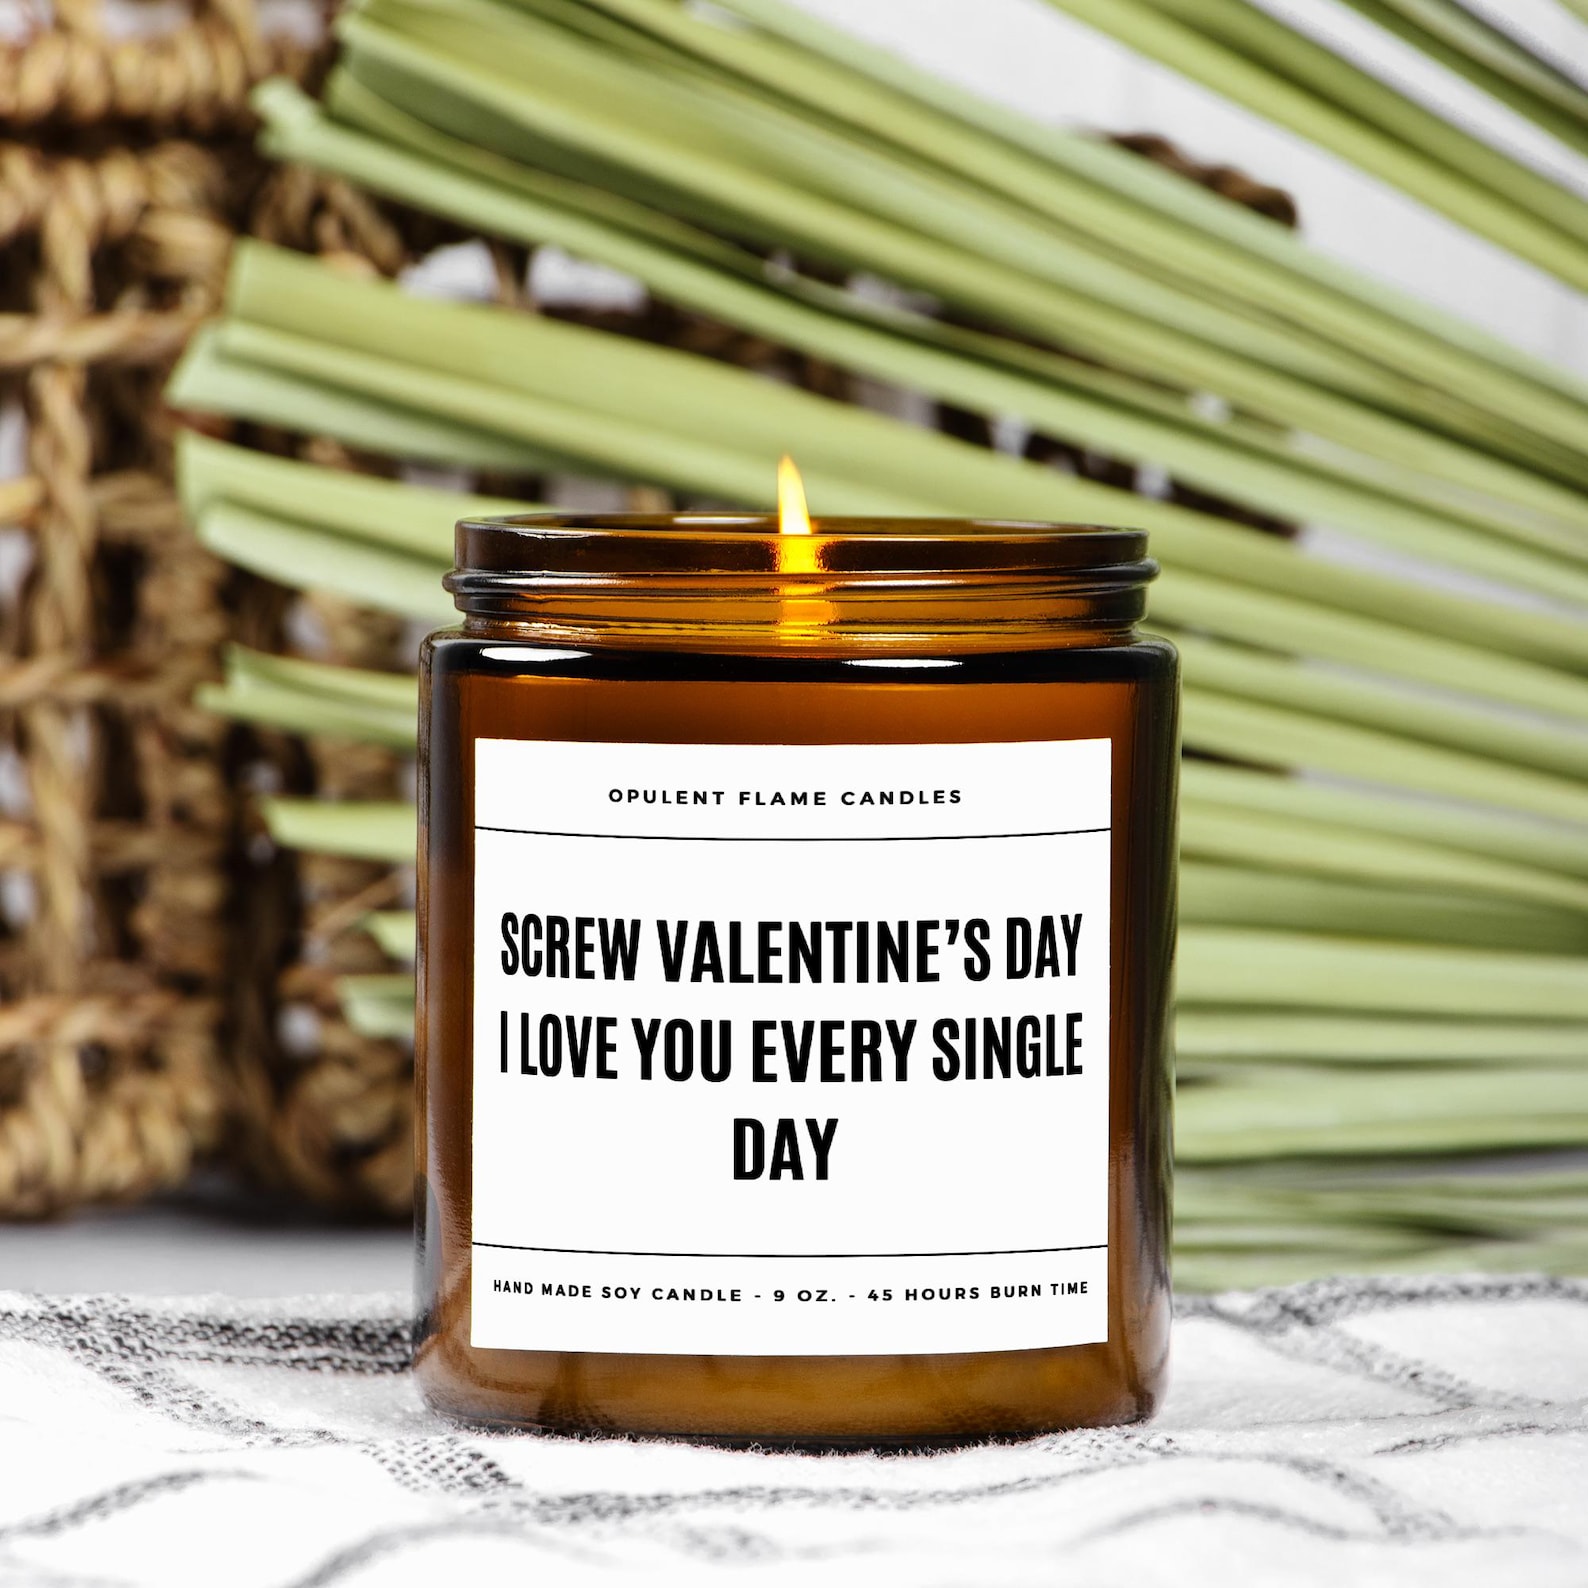 OPULENT FLAME CANDLES
SCREW VALENTINE’S DAY
I LOVE YOU EVERY SINGLE
DAY
HAND MADE SOY CANDLE - 9 OZ. - 45 HOURS BURN TIME